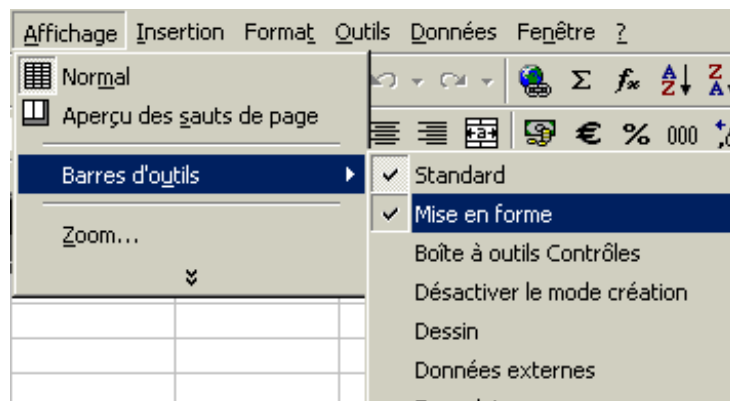 Affichage Insertion Format Outils Données Fenêtre ?
Normal
Aperçu des sauts de page
Barres d'outils
Zoom...
Σ fx A Z Z A
a € % 000
Standard
Mise en forme
Boîte à outils Contrôles
Désactiver le mode création
Dessin
Données externes